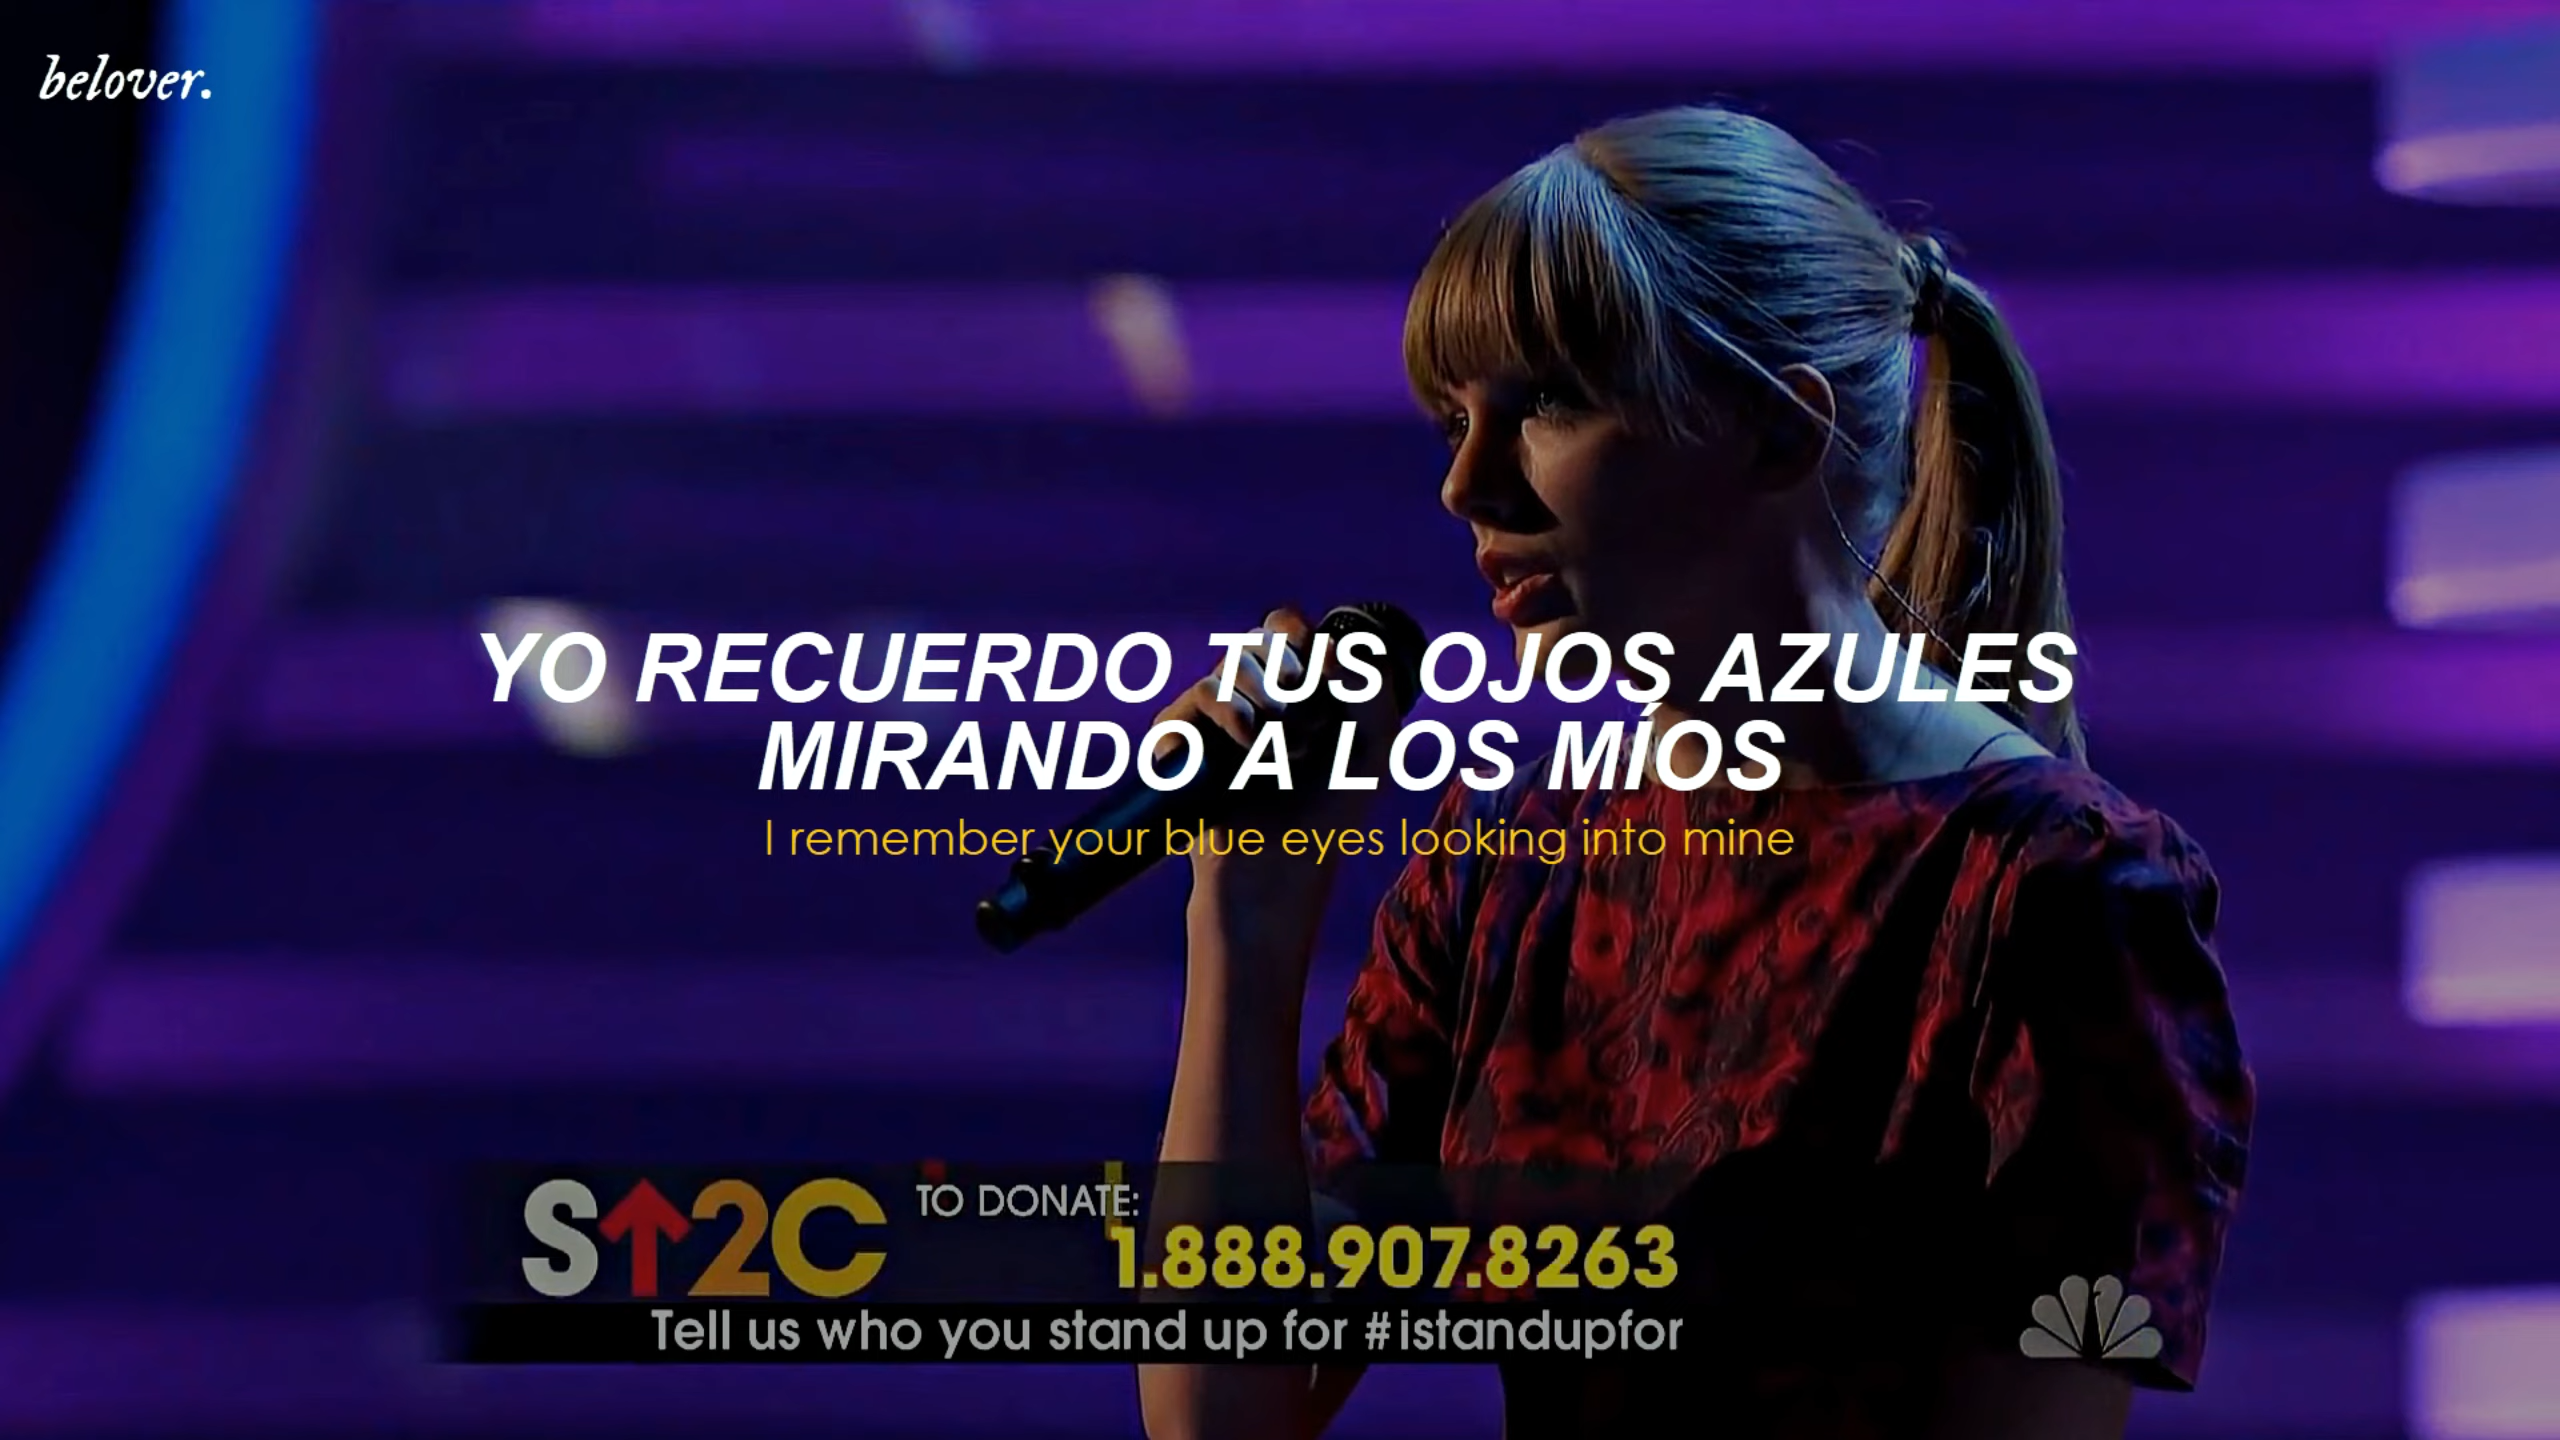 belover.
YO RECUERDO TUS OJOS AZULES
MIRANDO A LOS MÍOS
I remember your blue eyes looking into mine
S↑2C
TO DONATE:
1.888.907.8263
Tell us who you stand up for #istandupfor